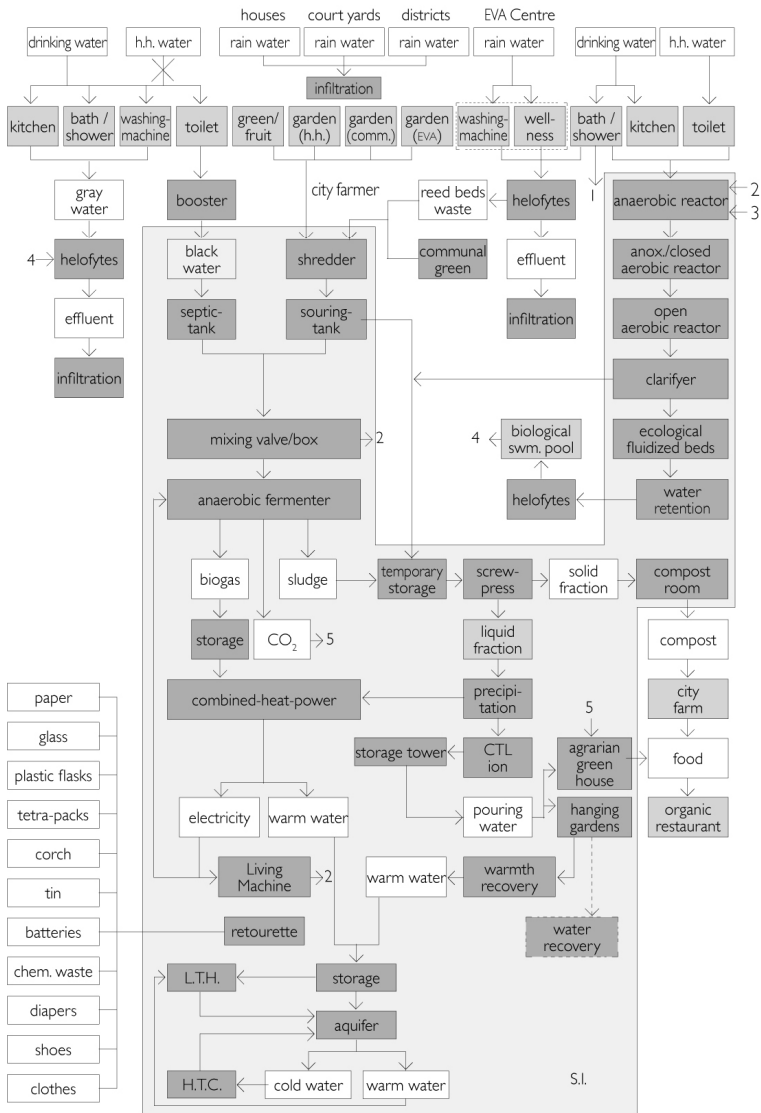 houses
court yards
districts
EVA Centre
drinking water
h.h. water
rain water
rain water
rain water
rain water
drinking water
h.h. water
infiltration
kitchen
bath /
shower
washing-
machine
toilet
green/
fruit
garden
(h.h.)
garden
(comm.)
garden
(EVA)
washing-
machine
well-
ness
bath /
shower
kitchen
toilet
gray
water
booster
city farmer
reed beds
waste
helofytes
1
anaerobic reactor
2
3
4
helofytes
black
water
shredder
communal
green
effluent
anox./closed
aerobic reactor
effluent
septic-
tank
souring-
tank
infiltration
open
aerobic reactor
infiltration
clarifyer
mixing valve/box
2
4
biological
swm. pool
ecological
fluidized beds
anaerobic fermenter
helofytes
water
retention
biogas
sludge
temporary
storage
screw-
press
solid
fraction
compost
room
storage
CO2
5
liquid
fraction
compost
paper
combined-heat-power
precipi-
tation
city
farm
5
glass
storage tower
CTL
ion
agrarian
green
house
food
plastic flasks
tetra-packs
electricity
warm water
pouring
water
hanging
gardens
organic
restaurant
corch
Living
Machine
2
warm water
warmth
recovery
tin
batteries
retourette
water
recovery
chem. waste
L.T.H.
storage
diapers
aquifer
shoes
clothes
H.T.C.
cold water
warm water
S.I.